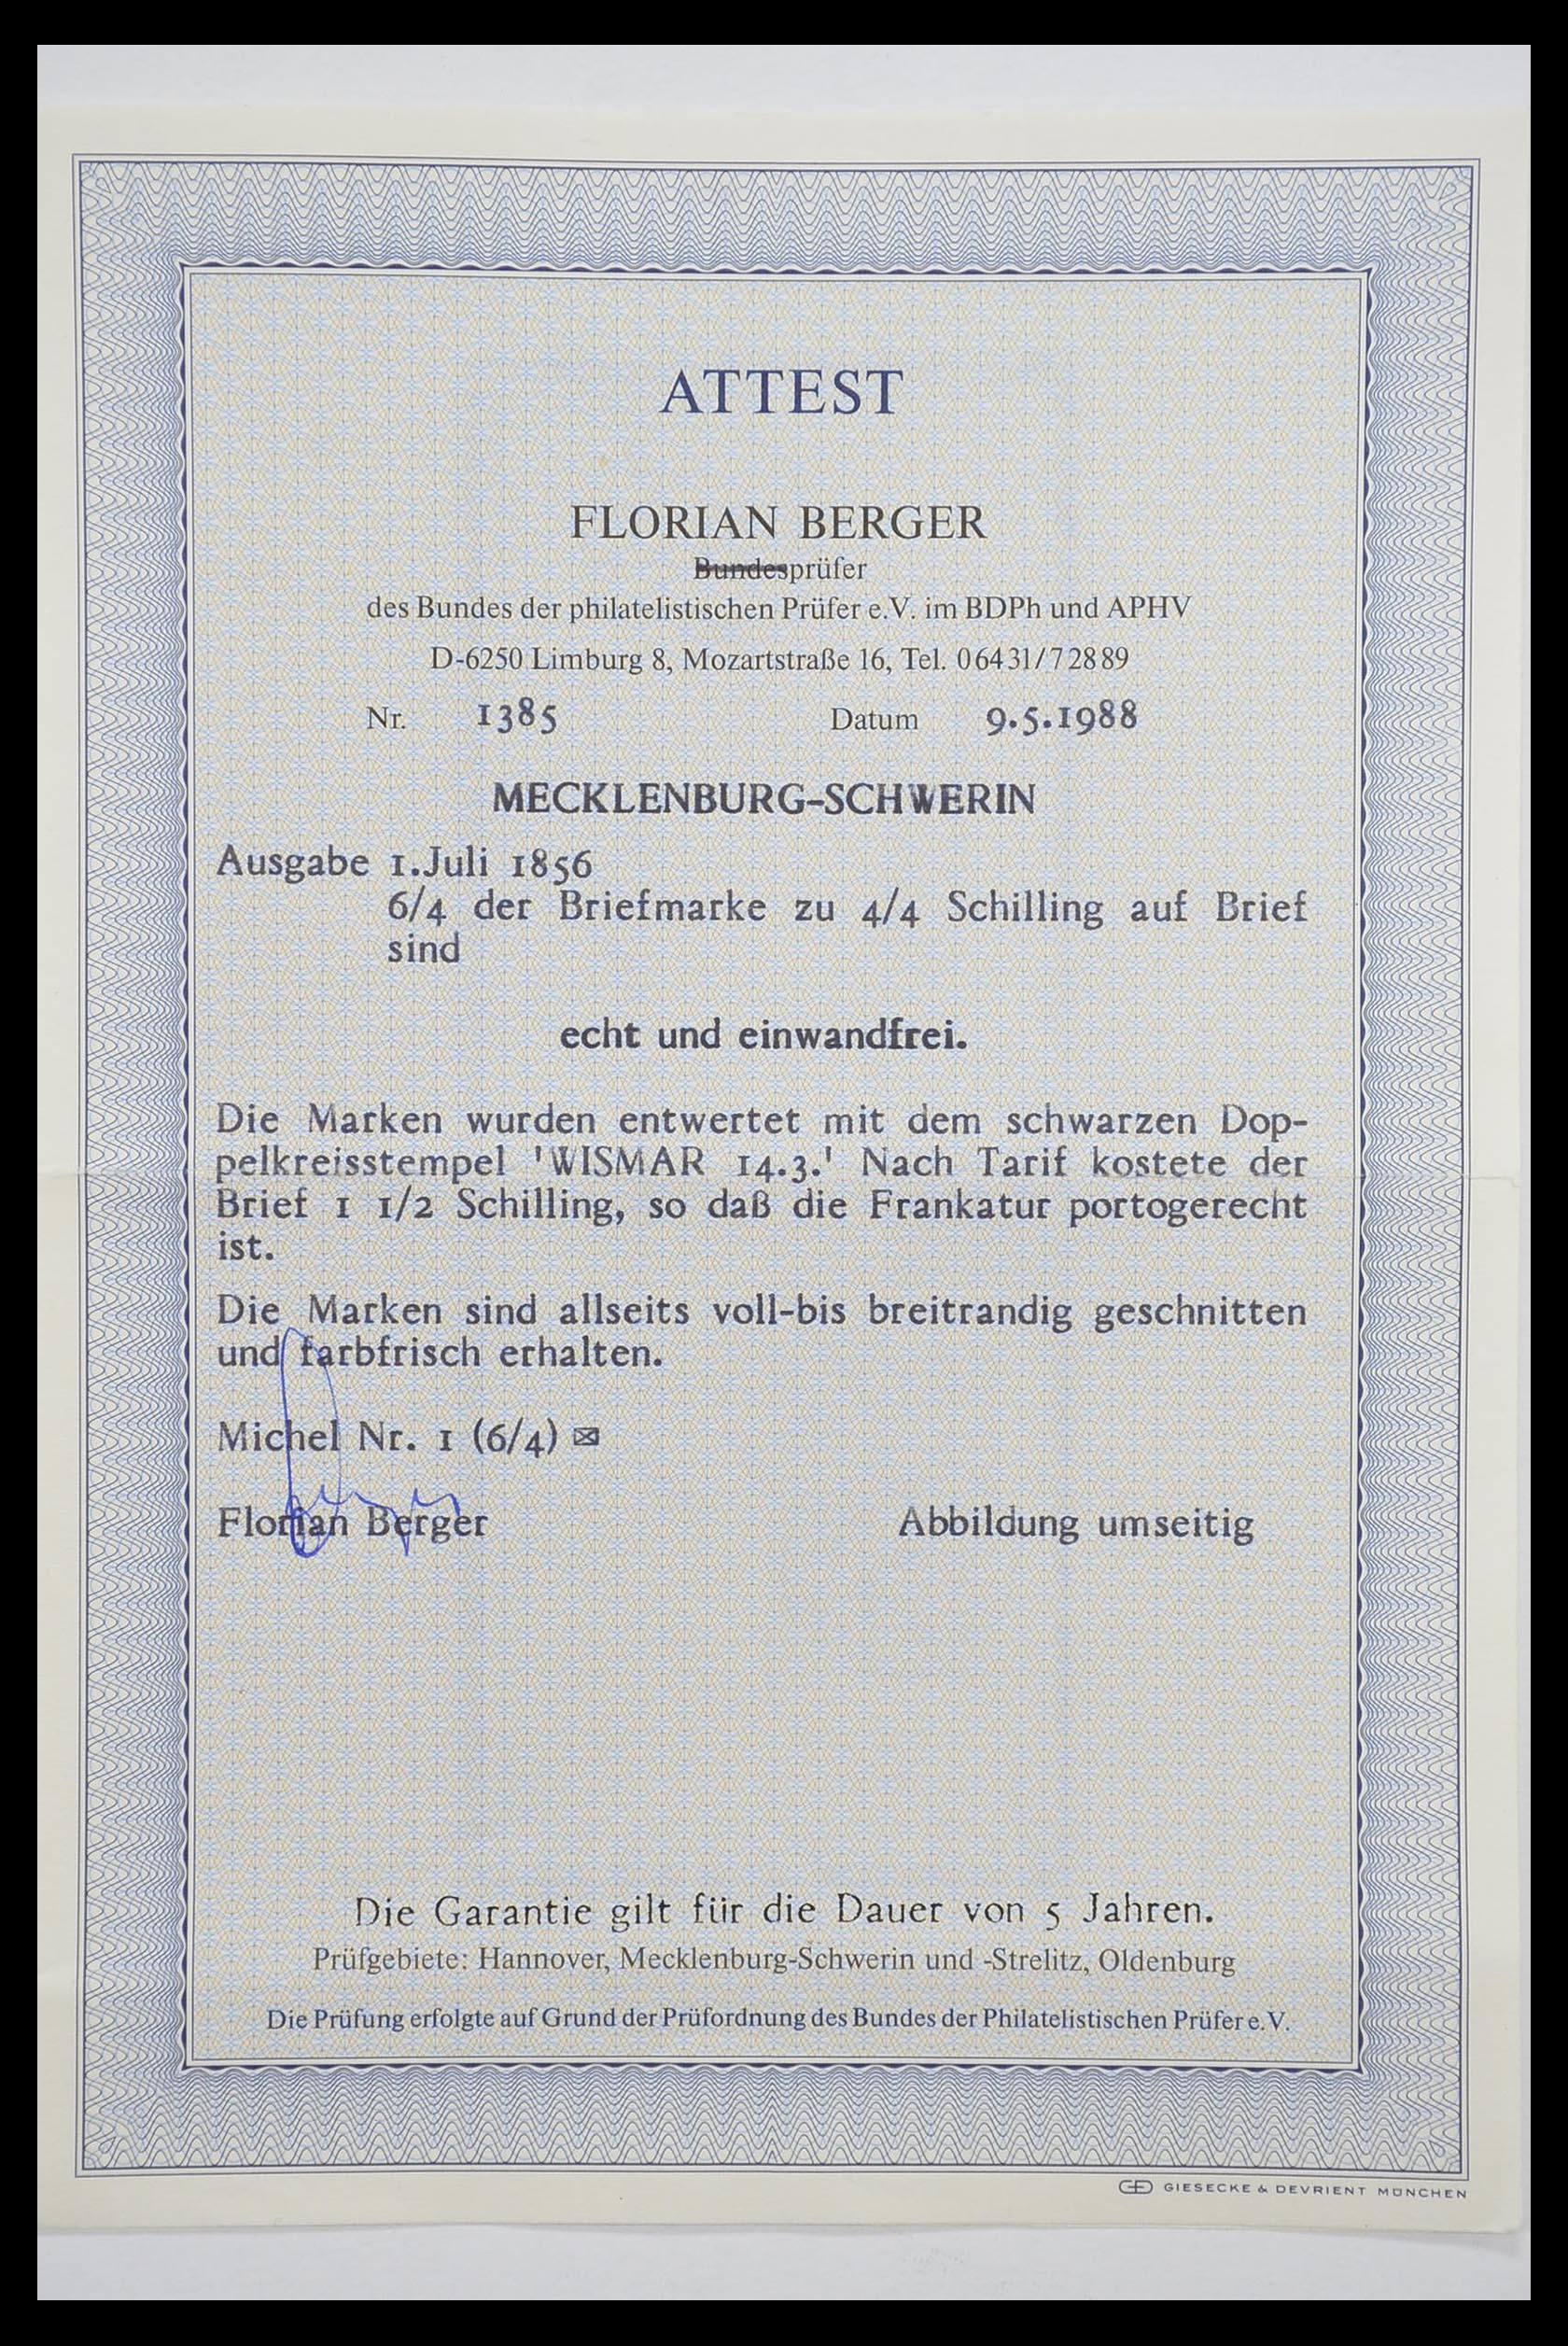 ATTEST
FLORIAN BERGER
Bundesprüfer
des Bundes der philatelistischen Prüfer e.V. im BDPh und APHV
D-6250 Limburg 8, Mozartstraße 16, Tel. 06431/72889
Nr. 1385 Datum 9.5.1988
MECKLENBURG-SCHWERIN
Ausgabe 1.Juli 1856
6/4 der Briefmarke zu 4/4 Schilling auf Brief
sind
echt und einwandfrei.
Die Marken wurden entwertet mit dem schwarzen Dop-
pelkreisstempel 'WISMAR 14.3.' Nach Tarif kostete der
Brief 1 1/2 Schilling, so daß die Frankatur portogerecht
ist.
Die Marken sind allseits voll-bis breitrandig geschnitten
und farbfrisch erhalten.
Michel Nr. 1 (6/4) ✉
Florian Berger Abbildung umseitig
Die Garantie gilt für die Dauer von 5 Jahren.
Prüfgebiete: Hannover, Mecklenburg-Schwerin und -Strelitz, Oldenburg
Die Prüfung erfolgte auf Grund der Prüfordnung des Bundes der Philatelistischen Prüfer e.V.
GD GIESECKE & DEVRIENT MÜNCHEN